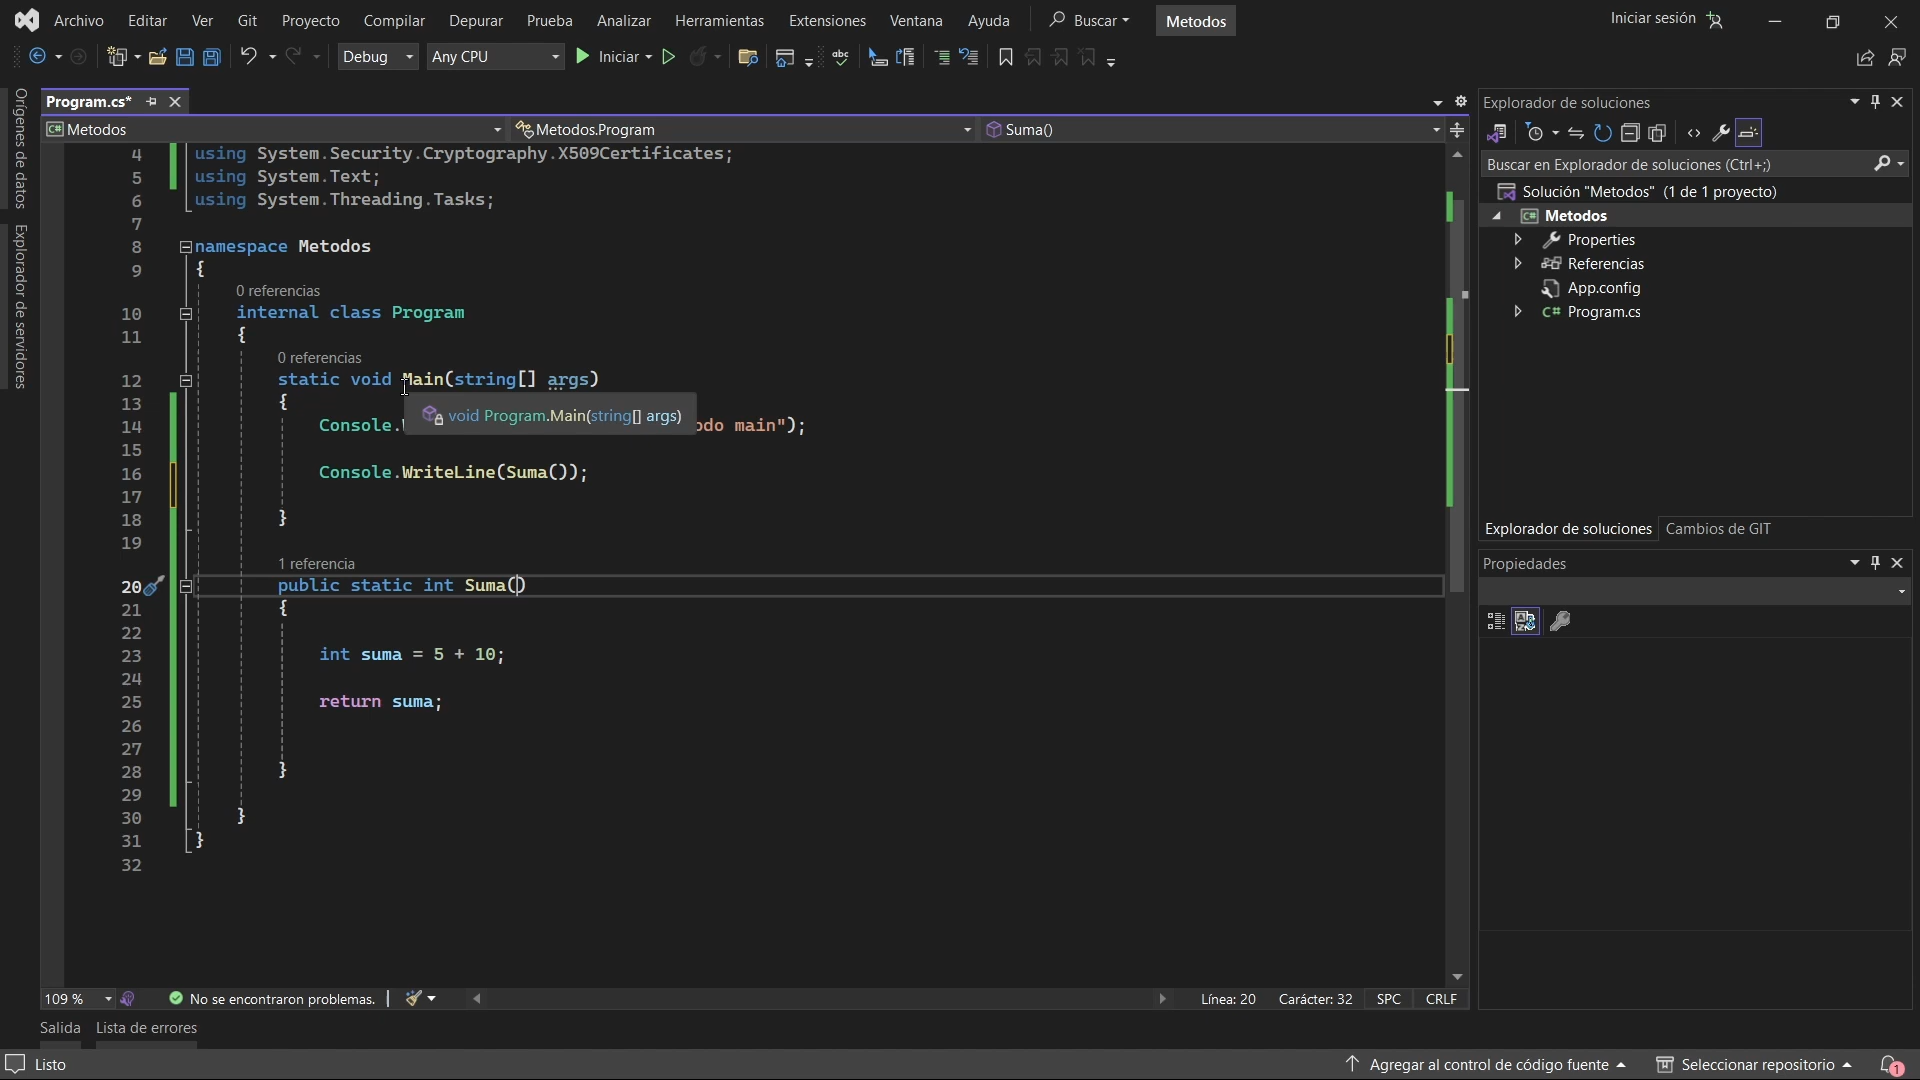 Archivo Editar Ver Git Proyecto Compilar Depurar Prueba Analizar Herramientas Extensiones Ventana Ayuda Buscar Metodos Iniciar sesión
Debug Any CPU Iniciar abc
Orígenes de datos
Explorador de servidores
Program.cs*
C# Metodos Metodos.Program Suma()
4 using System.Security.Cryptography.X509Certificates;
5 using System.Text;
6 using System.Threading.Tasks;
7
8 namespace Metodos
9 {
0 referencias
10 internal class Program
11 {
0 referencias
12 static void Main(string[] args)
13 {
void Program.Main(string[] args)
14 Console. odo main");
15
16 Console.WriteLine(Suma());
17
18 }
19
1 referencia
20 public static int Suma()
21 {
22
23 int suma = 5 + 10;
24
25 return suma;
26
27
28 }
29
30 }
31 }
32
109 % No se encontraron problemas. Línea: 20 Carácter: 32 SPC CRLF
Salida Lista de errores
Explorador de soluciones
Buscar en Explorador de soluciones (Ctrl+;)
Solución "Metodos" (1 de 1 proyecto)
C# Metodos
Properties
Referencias
App.config
C# Program.cs
Explorador de soluciones Cambios de GIT
Propiedades
Listo Agregar al control de código fuente Seleccionar repositorio 1